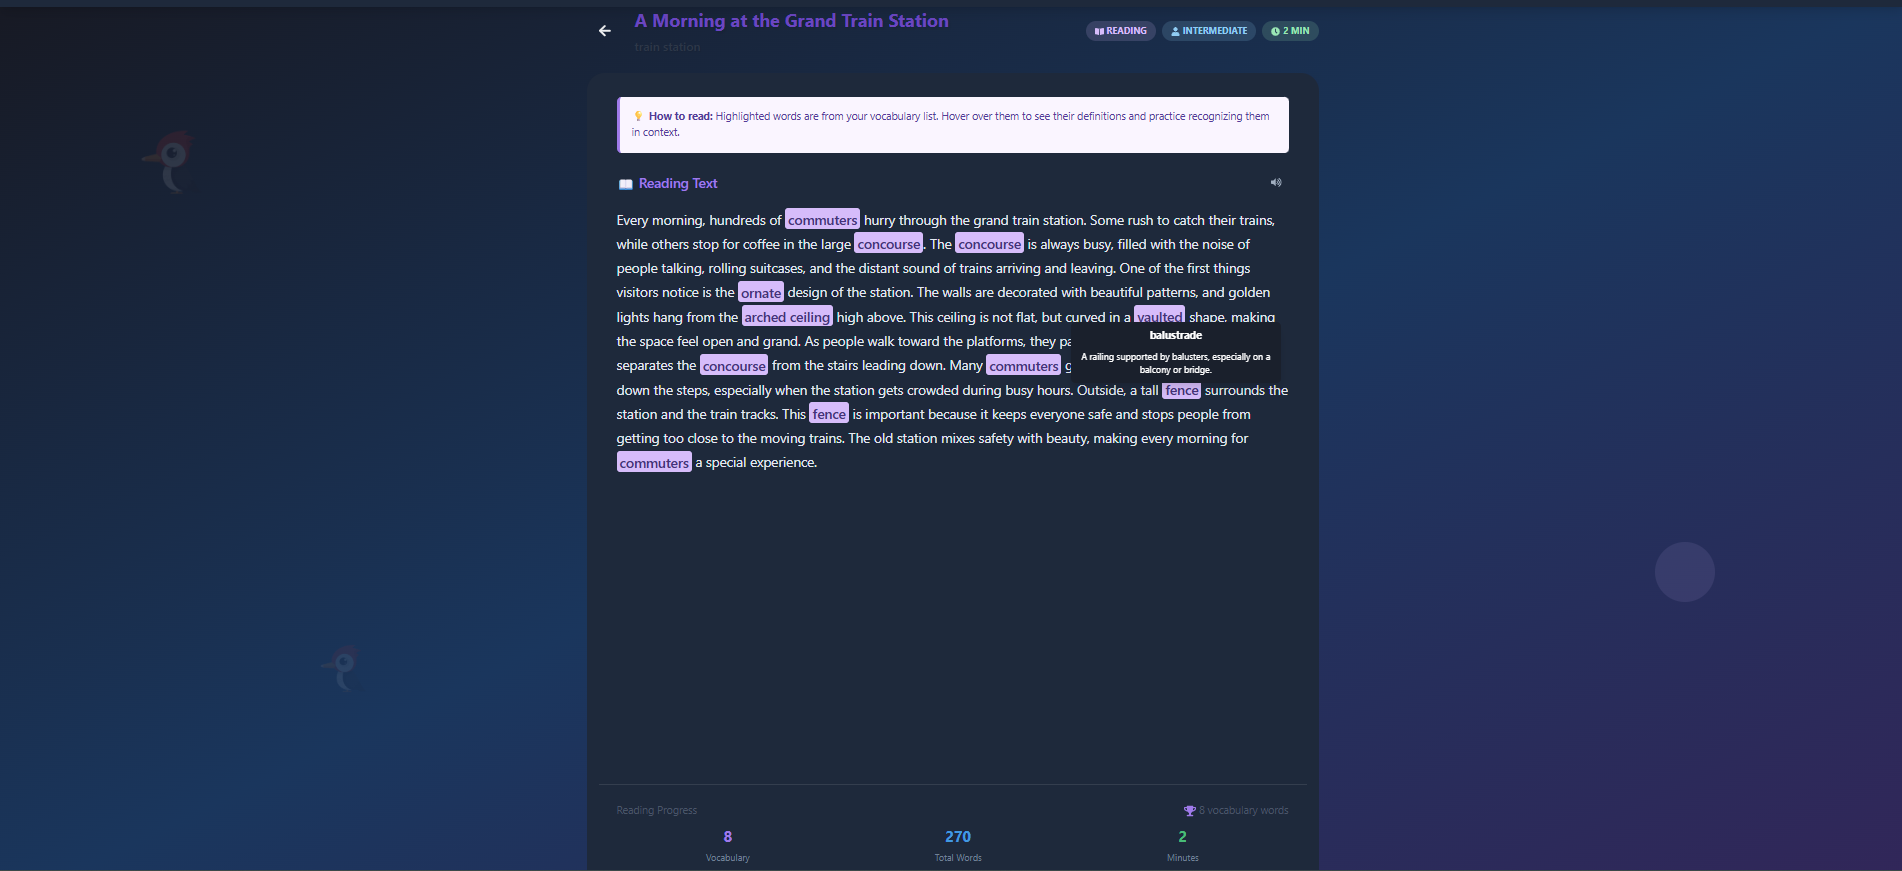 A Morning at the Grand Train Station
train station
READING
INTERMEDIATE
2 MIN
How to read: Highlighted words are from your vocabulary list. Hover over them to see their definitions and practice recognizing them
in context.
Reading Text
Every morning, hundreds of commuters hurry through the grand train station. Some rush to catch their trains,
while others stop for coffee in the large concourse. The concourse is always busy, filled with the noise of
people talking, rolling suitcases, and the distant sound of trains arriving and leaving. One of the first things
visitors notice is the ornate design of the station. The walls are decorated with beautiful patterns, and golden
lights hang from the arched ceiling high above. This ceiling is not flat, but curved in a vaulted shape, making
the space feel open and grand. As people walk toward the platforms, they pa
separates the concourse from the stairs leading down. Many commuters g
balustrade
A railing supported by balusters, especially on a
balcony or bridge.
down the steps, especially when the station gets crowded during busy hours. Outside, a tall fence surrounds the
station and the train tracks. This fence is important because it keeps everyone safe and stops people from
getting too close to the moving trains. The old station mixes safety with beauty, making every morning for
commuters a special experience.
Reading Progress
8 vocabulary words
8
Vocabulary
270
Total Words
2
Minutes